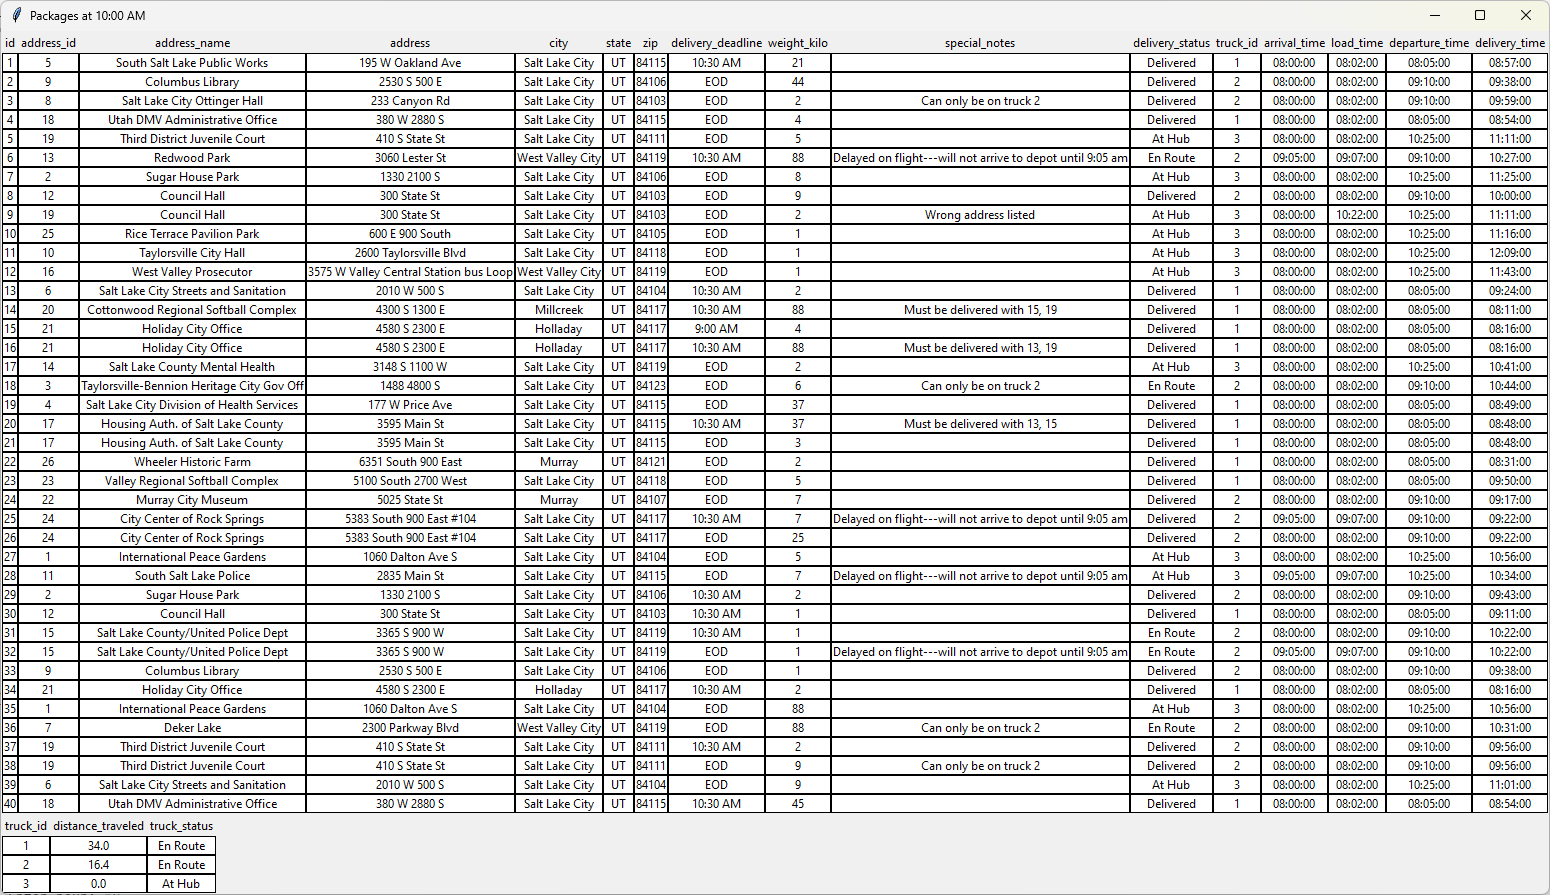 Packages at 10:00 AM
id address_id address_name address city state zip delivery_deadline weight_kilo special_notes delivery_status truck_id arrival_time load_time departure_time delivery_time
1 5 South Salt Lake Public Works 195 W Oakland Ave Salt Lake City UT 84115 10:30 AM 21 Delivered 1 08:00:00 08:02:00 08:05:00 08:57:00
2 9 Columbus Library 2530 S 500 E Salt Lake City UT 84106 EOD 44 Delivered 2 08:00:00 08:02:00 09:10:00 09:38:00
3 8 Salt Lake City Ottinger Hall 233 Canyon Rd Salt Lake City UT 84103 EOD 2 Can only be on truck 2 Delivered 2 08:00:00 08:02:00 09:10:00 09:59:00
4 18 Utah DMV Administrative Office 380 W 2880 S Salt Lake City UT 84115 EOD 4 Delivered 1 08:00:00 08:02:00 08:05:00 08:54:00
5 19 Third District Juvenile Court 410 S State St Salt Lake City UT 84111 EOD 5 At Hub 3 08:00:00 08:02:00 10:25:00 11:11:00
6 13 Redwood Park 3060 Lester St West Valley City UT 84119 10:30 AM 88 Delayed on flight---will not arrive to depot until 9:05 am En Route 2 09:05:00 09:07:00 09:10:00 10:27:00
7 2 Sugar House Park 1330 2100 S Salt Lake City UT 84106 EOD 8 At Hub 3 08:00:00 08:02:00 10:25:00 11:25:00
8 12 Council Hall 300 State St Salt Lake City UT 84103 EOD 9 Delivered 2 08:00:00 08:02:00 09:10:00 10:00:00
9 19 Council Hall 300 State St Salt Lake City UT 84103 EOD 2 Wrong address listed At Hub 3 08:00:00 10:22:00 10:25:00 11:11:00
10 25 Rice Terrace Pavilion Park 600 E 900 South Salt Lake City UT 84105 EOD 1 At Hub 3 08:00:00 08:02:00 10:25:00 11:16:00
11 10 Taylorsville City Hall 2600 Taylorsville Blvd Salt Lake City UT 84118 EOD 1 At Hub 3 08:00:00 08:02:00 10:25:00 12:09:00
12 16 West Valley Prosecutor 3575 W Valley Central Station bus Loop West Valley City UT 84119 EOD 1 At Hub 3 08:00:00 08:02:00 10:25:00 11:43:00
13 6 Salt Lake City Streets and Sanitation 2010 W 500 S Salt Lake City UT 84104 10:30 AM 2 Delivered 1 08:00:00 08:02:00 08:05:00 09:24:00
14 20 Cottonwood Regional Softball Complex 4300 S 1300 E Millcreek UT 84117 10:30 AM 88 Must be delivered with 15, 19 Delivered 1 08:00:00 08:02:00 08:05:00 08:11:00
15 21 Holiday City Office 4580 S 2300 E Holladay UT 84117 9:00 AM 4 Delivered 1 08:00:00 08:02:00 08:05:00 08:16:00
16 21 Holiday City Office 4580 S 2300 E Holladay UT 84117 10:30 AM 88 Must be delivered with 13, 19 Delivered 1 08:00:00 08:02:00 08:05:00 08:16:00
17 14 Salt Lake County Mental Health 3148 S 1100 W Salt Lake City UT 84119 EOD 2 At Hub 3 08:00:00 08:02:00 10:25:00 10:41:00
18 3 Taylorsville-Bennion Heritage City Gov Off 1488 4800 S Salt Lake City UT 84123 EOD 6 Can only be on truck 2 En Route 2 08:00:00 08:02:00 09:10:00 10:44:00
19 4 Salt Lake City Division of Health Services 177 W Price Ave Salt Lake City UT 84115 EOD 37 Delivered 1 08:00:00 08:02:00 08:05:00 08:49:00
20 17 Housing Auth. of Salt Lake County 3595 Main St Salt Lake City UT 84115 10:30 AM 37 Must be delivered with 13, 15 Delivered 1 08:00:00 08:02:00 08:05:00 08:48:00
21 17 Housing Auth. of Salt Lake County 3595 Main St Salt Lake City UT 84115 EOD 3 Delivered 1 08:00:00 08:02:00 08:05:00 08:48:00
22 26 Wheeler Historic Farm 6351 South 900 East Murray UT 84121 EOD 2 Delivered 1 08:00:00 08:02:00 08:05:00 08:31:00
23 23 Valley Regional Softball Complex 5100 South 2700 West Salt Lake City UT 84118 EOD 5 Delivered 1 08:00:00 08:02:00 08:05:00 09:50:00
24 22 Murray City Museum 5025 State St Murray UT 84107 EOD 7 Delivered 2 08:00:00 08:02:00 09:10:00 09:17:00
25 24 City Center of Rock Springs 5383 South 900 East #104 Salt Lake City UT 84117 10:30 AM 7 Delayed on flight---will not arrive to depot until 9:05 am Delivered 2 09:05:00 09:07:00 09:10:00 09:22:00
26 24 City Center of Rock Springs 5383 South 900 East #104 Salt Lake City UT 84117 EOD 25 Delivered 2 08:00:00 08:02:00 09:10:00 09:22:00
27 1 International Peace Gardens 1060 Dalton Ave S Salt Lake City UT 84104 EOD 5 At Hub 3 08:00:00 08:02:00 10:25:00 10:56:00
28 11 South Salt Lake Police 2835 Main St Salt Lake City UT 84115 EOD 7 Delayed on flight---will not arrive to depot until 9:05 am At Hub 3 09:05:00 09:07:00 10:25:00 10:34:00
29 2 Sugar House Park 1330 2100 S Salt Lake City UT 84106 10:30 AM 2 Delivered 2 08:00:00 08:02:00 09:10:00 09:43:00
30 12 Council Hall 300 State St Salt Lake City UT 84103 10:30 AM 1 Delivered 1 08:00:00 08:02:00 08:05:00 09:11:00
31 15 Salt Lake County/United Police Dept 3365 S 900 W Salt Lake City UT 84119 10:30 AM 1 En Route 2 08:00:00 08:02:00 09:10:00 10:22:00
32 15 Salt Lake County/United Police Dept 3365 S 900 W Salt Lake City UT 84119 EOD 1 Delayed on flight---will not arrive to depot until 9:05 am En Route 2 09:05:00 09:07:00 09:10:00 10:22:00
33 9 Columbus Library 2530 S 500 E Salt Lake City UT 84106 EOD 1 Delivered 2 08:00:00 08:02:00 09:10:00 09:38:00
34 21 Holiday City Office 4580 S 2300 E Holladay UT 84117 10:30 AM 2 Delivered 1 08:00:00 08:02:00 08:05:00 08:16:00
35 1 International Peace Gardens 1060 Dalton Ave S Salt Lake City UT 84104 EOD 88 At Hub 3 08:00:00 08:02:00 10:25:00 10:56:00
36 7 Deker Lake 2300 Parkway Blvd West Valley City UT 84119 EOD 88 Can only be on truck 2 En Route 2 08:00:00 08:02:00 09:10:00 10:31:00
37 19 Third District Juvenile Court 410 S State St Salt Lake City UT 84111 10:30 AM 2 Delivered 2 08:00:00 08:02:00 09:10:00 09:56:00
38 19 Third District Juvenile Court 410 S State St Salt Lake City UT 84111 EOD 9 Can only be on truck 2 Delivered 2 08:00:00 08:02:00 09:10:00 09:56:00
39 6 Salt Lake City Streets and Sanitation 2010 W 500 S Salt Lake City UT 84104 EOD 9 At Hub 3 08:00:00 08:02:00 10:25:00 11:01:00
40 18 Utah DMV Administrative Office 380 W 2880 S Salt Lake City UT 84115 10:30 AM 45 Delivered 1 08:00:00 08:02:00 08:05:00 08:54:00
truck_id distance_traveled truck_status
1 34.0 En Route
2 16.4 En Route
3 0.0 At Hub